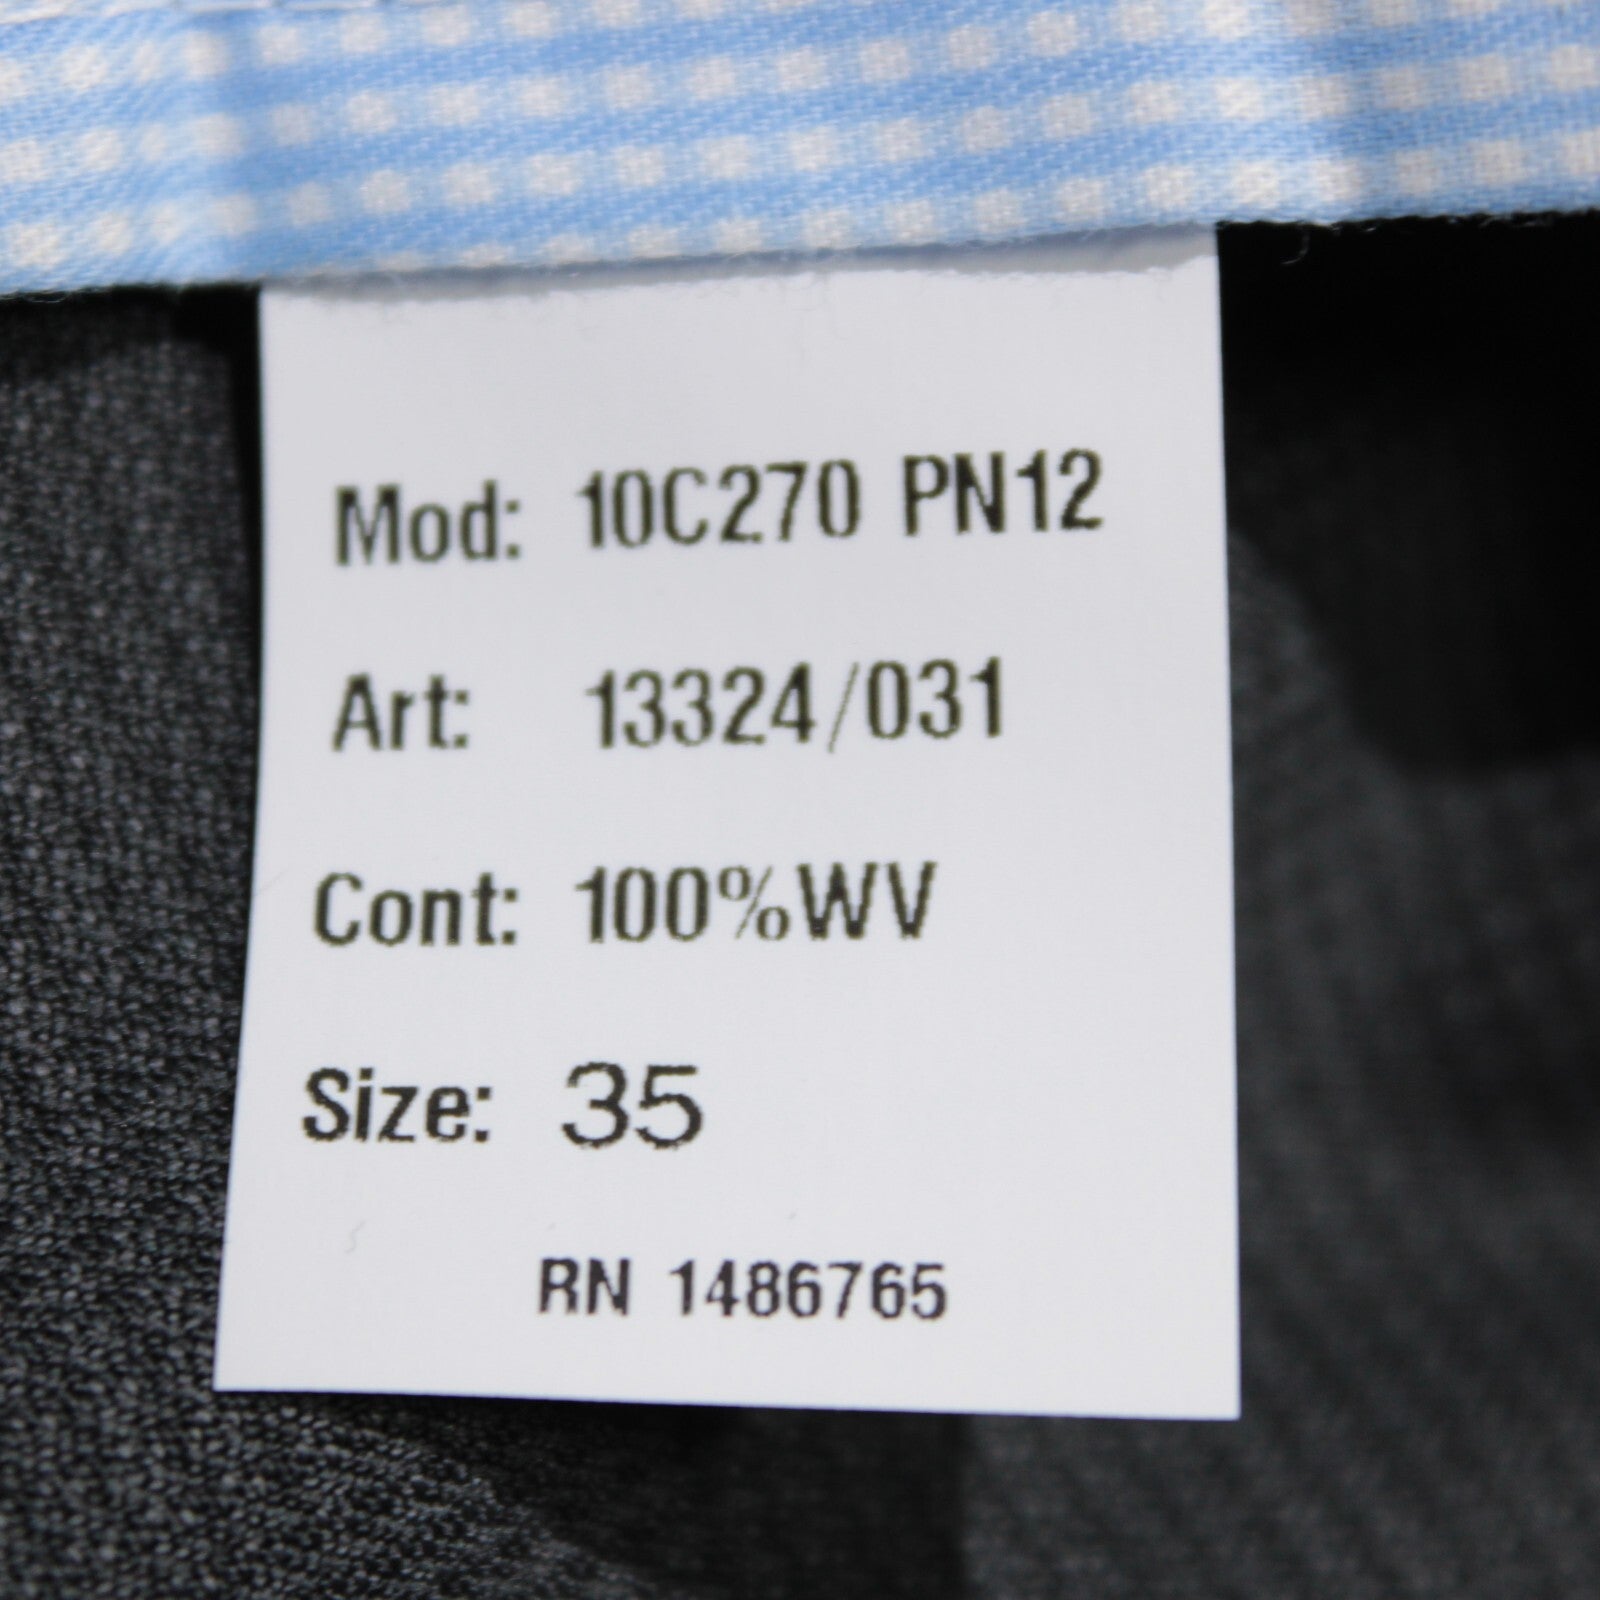 Mod: 10C270 PN12
Art: 13324/031
Cont: 100%WV
Size: 35
RN 1486765